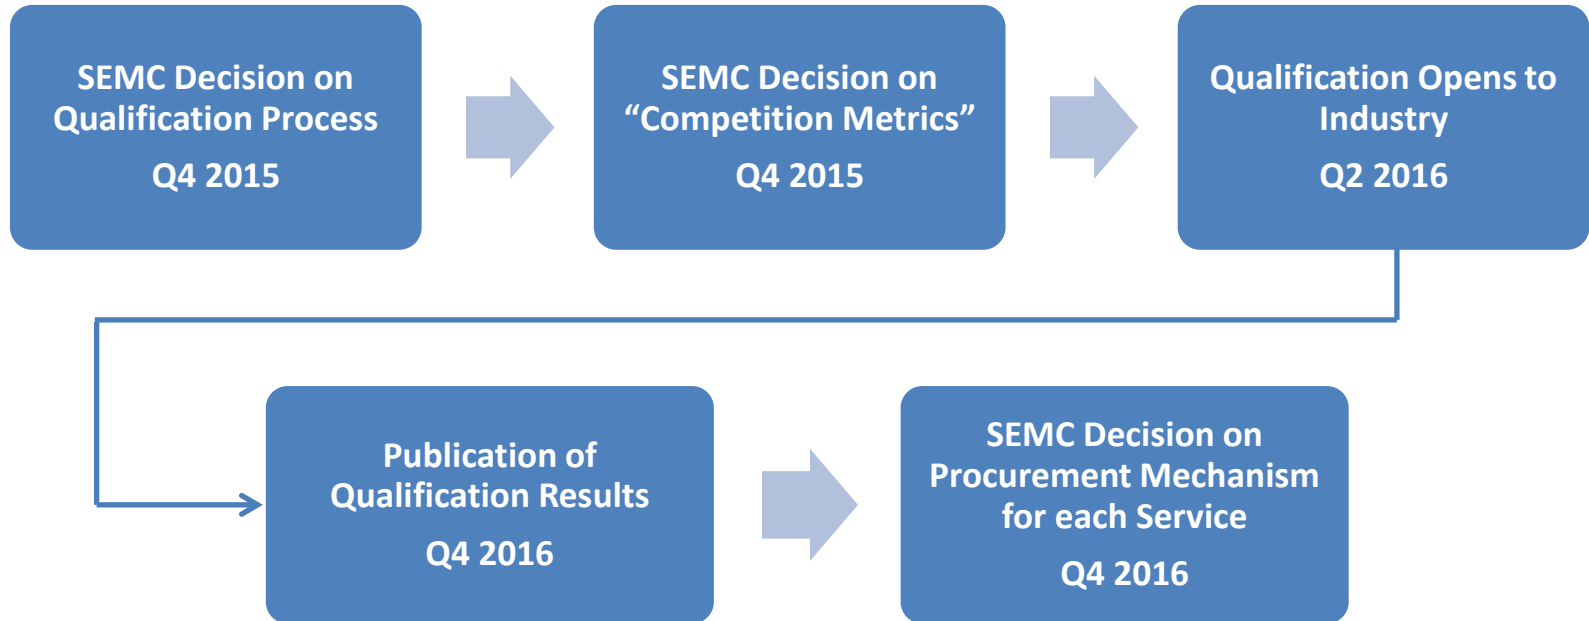 SEMC Decision on
Qualification Process
Q4 2015
SEMC Decision on
“Competition Metrics”
Q4 2015
Qualification Opens to
Industry
Q2 2016
Publication of
Qualification Results
Q4 2016
SEMC Decision on
Procurement Mechanism
for each Service
Q4 2016